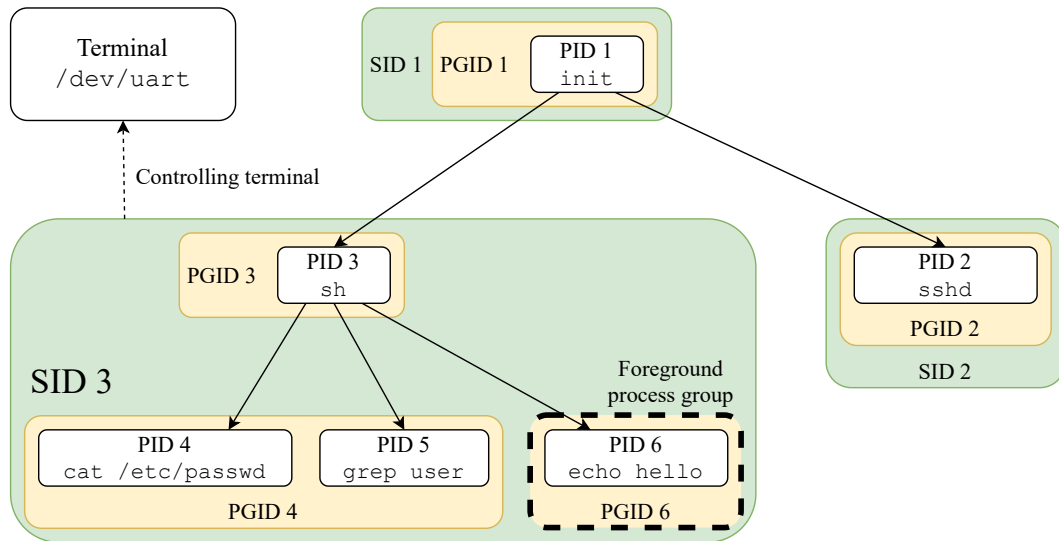 Terminal
/dev/uart
SID 1
PGID 1
PID 1
init
Controlling terminal
PGID 3
PID 3
sh
PID 2
sshd
PGID 2
SID 2
SID 3
Foreground
process group
PID 4
cat /etc/passwd
PID 5
grep user
PGID 4
PID 6
echo hello
PGID 6